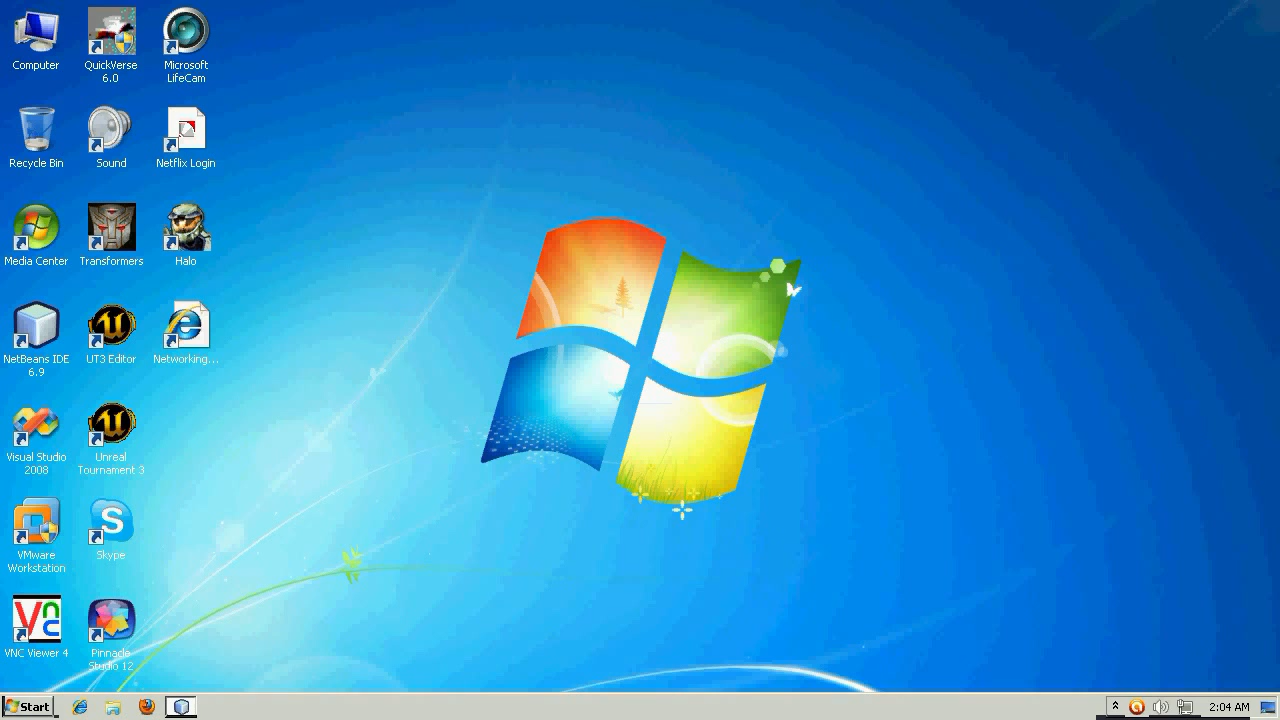 Computer
QuickVerse
6.0
Microsoft
LifeCam
Recycle Bin
Sound
Netflix Login
Media Center
Transformers
Halo
NetBeans IDE
6.9
UT3 Editor
Networking...
Visual Studio
2008
Unreal
Tournament 3
VMware
Workstation
Skype
VNC Viewer 4
Pinnacle
Studio 12
Start
2:04 AM